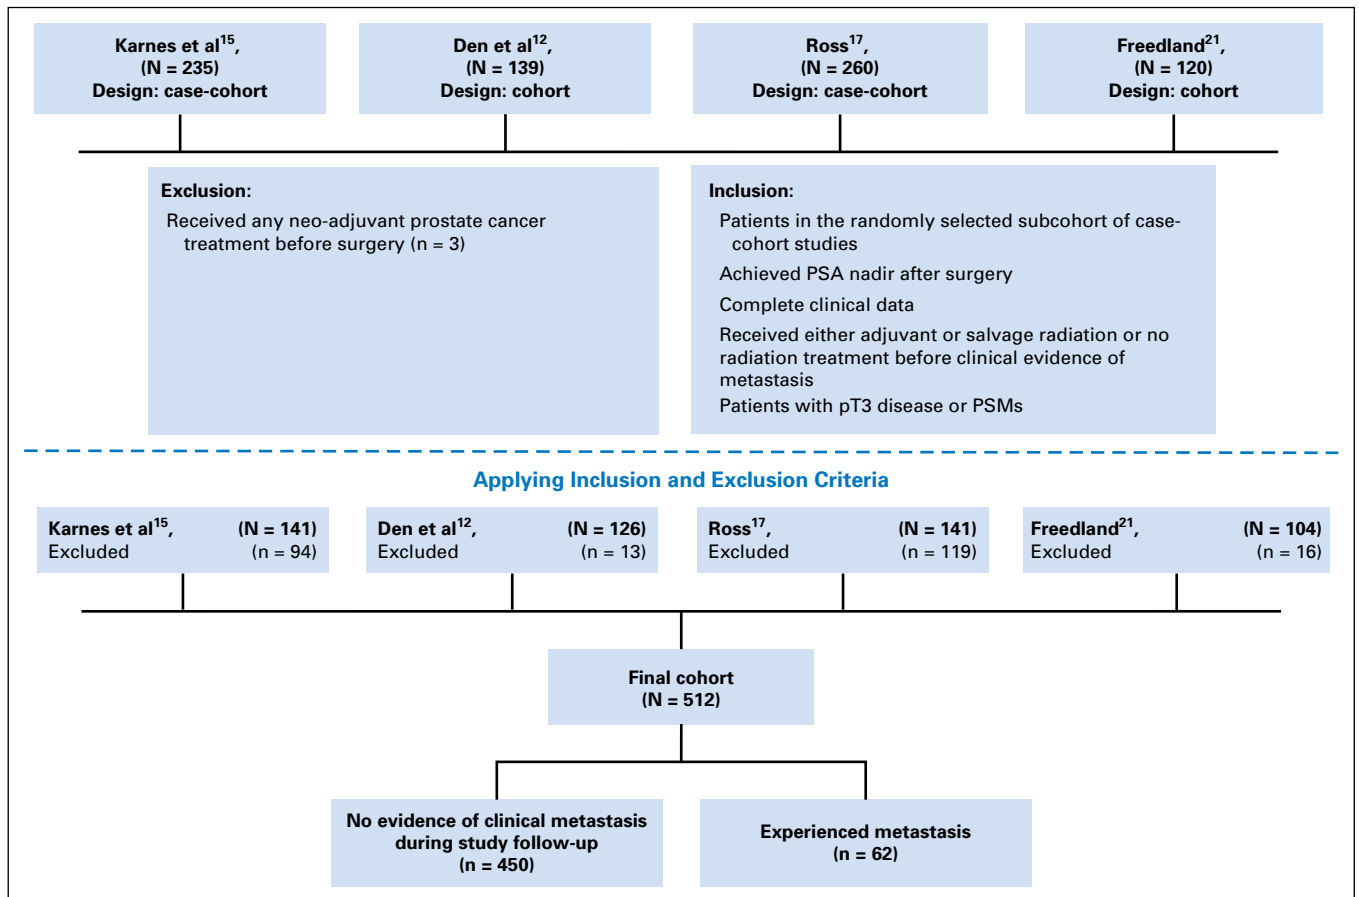 Karnes et al15,
(N = 235)
Design: case-cohort
Den et al12,
(N = 139)
Design: cohort
Ross17,
(N = 260)
Design: case-cohort
Freedland21,
(N = 120)
Design: cohort
Exclusion:
Received any neo-adjuvant prostate cancer
treatment before surgery (n = 3)
Inclusion:
Patients in the randomly selected subcohort of case-
cohort studies
Achieved PSA nadir after surgery
Complete clinical data
Received either adjuvant or salvage radiation or no
radiation treatment before clinical evidence of
metastasis
Patients with pT3 disease or PSMs
Applying Inclusion and Exclusion Criteria
Karnes et al15, (N = 141)
Excluded (n = 94)
Den et al12, (N = 126)
Excluded (n = 13)
Ross17, (N = 141)
Excluded (n = 119)
Freedland21, (N = 104)
Excluded (n = 16)
Final cohort
(N = 512)
No evidence of clinical metastasis
during study follow-up
(n = 450)
Experienced metastasis
(n = 62)